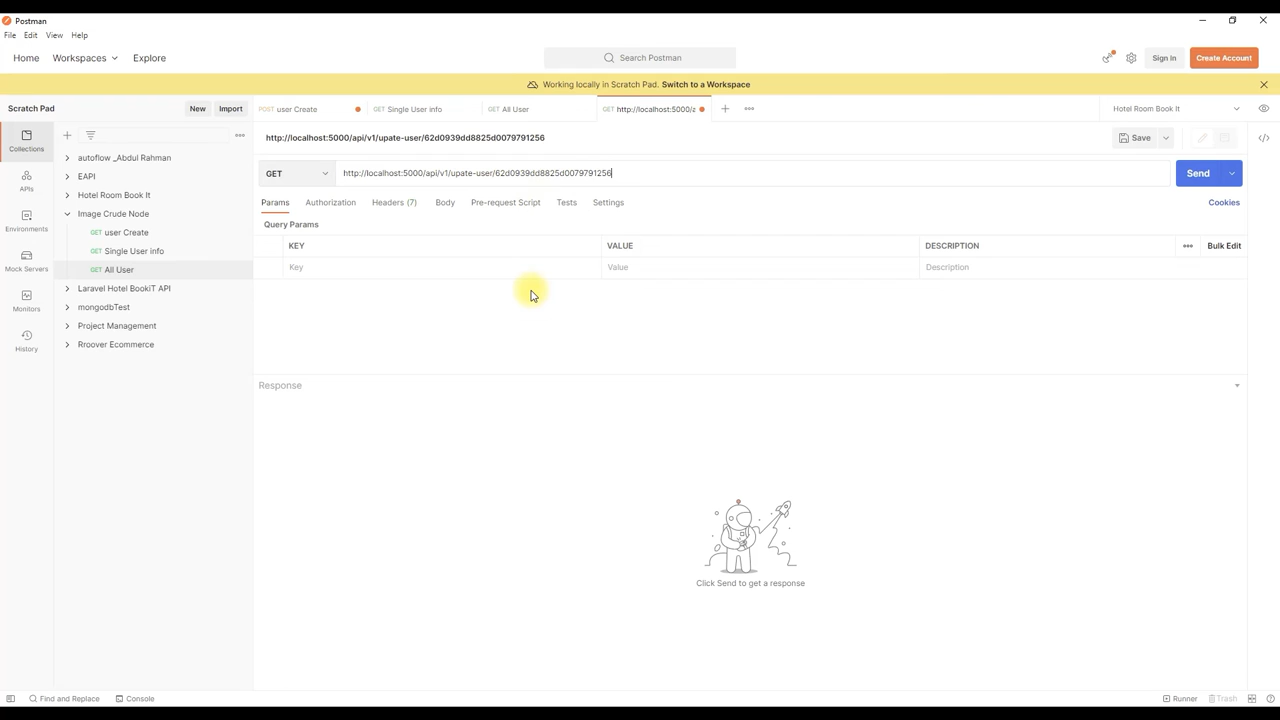 Postman
File Edit View Help
Home Workspaces Explore Search Postman Sign In Create Account
Working locally in Scratch Pad. Switch to a Workspace
Scratch Pad New Import POST user Create GET Single User info GET All User GET http://localhost:5000/a Hotel Room Book It
http://localhost:5000/api/v1/upate-user/62d0939dd8825d0079791256 Save
GET http://localhost:5000/api/v1/upate-user/62d0939dd8825d0079791256 Send
Params Authorization Headers (7) Body Pre-request Script Tests Settings Cookies
Query Params
KEY VALUE DESCRIPTION Bulk Edit
Key Value Description
Collections
APIs
Environments
Mock Servers
Monitors
History
autoflow _Abdul Rahman
EAPI
Hotel Room Book It
Image Crude Node
GET user Create
GET Single User info
GET All User
Laravel Hotel BookiT API
mongodbTest
Project Management
Rroover Ecommerce
Response
Click Send to get a response
Find and Replace Console Runner Trash